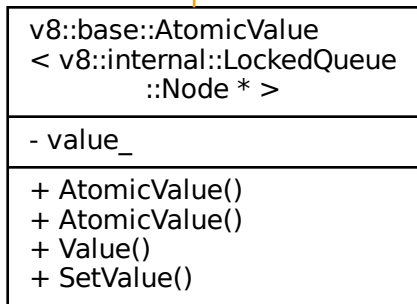 v8::base::AtomicValue
< v8::internal::LockedQueue
::Node * >
- value_
+ AtomicValue()
+ AtomicValue()
+ Value()
+ SetValue()